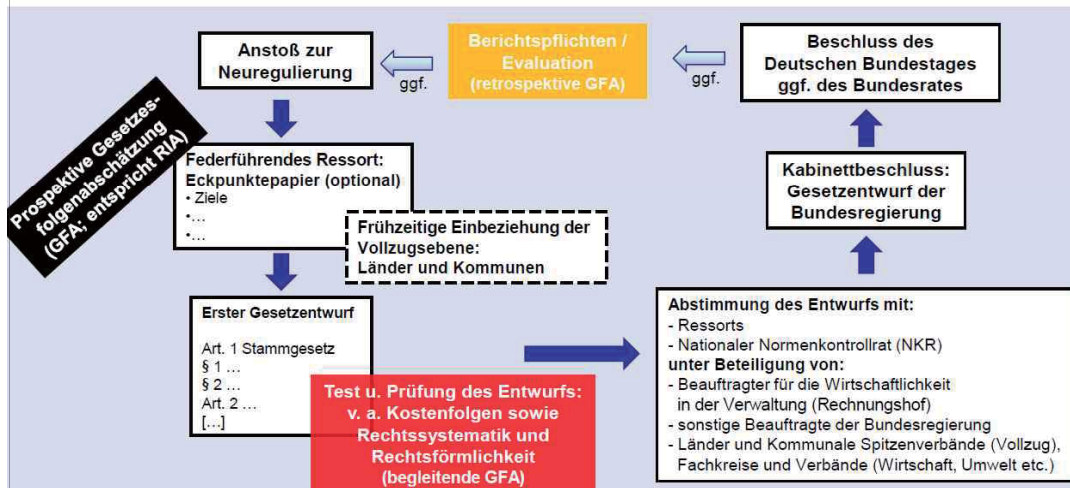 Anstoß zur
Neuregulierung
ggf.
Berichtspflichten /
Evaluation
(retrospektive GFA)
ggf.
Beschluss des
Deutschen Bundestages
ggf. des Bundesrates
Prospektive Gesetzes-
folgenabschätzung
(GFA; entspricht RIA)
Federführendes Ressort:
Eckpunktepapier (optional)
• Ziele
•…
•…
Frühzeitige Einbeziehung der
Vollzugsebene:
Länder und Kommunen
Kabinettbeschluss:
Gesetzentwurf der
Bundesregierung
Erster Gesetzentwurf
Art. 1 Stammgesetz
§ 1 …
§ 2 …
Art. 2 …
[…]
Test u. Prüfung des Entwurfs:
v. a. Kostenfolgen sowie
Rechtssystematik und
Rechtsförmlichkeit
(begleitende GFA)
Abstimmung des Entwurfs mit:
- Ressorts
- Nationaler Normenkontrollrat (NKR)
unter Beteiligung von:
- Beauftragter für die Wirtschaftlichkeit
in der Verwaltung (Rechnungshof)
- sonstige Beauftragte der Bundesregierung
- Länder und Kommunale Spitzenverbände (Vollzug),
Fachkreise und Verbände (Wirtschaft, Umwelt etc.)